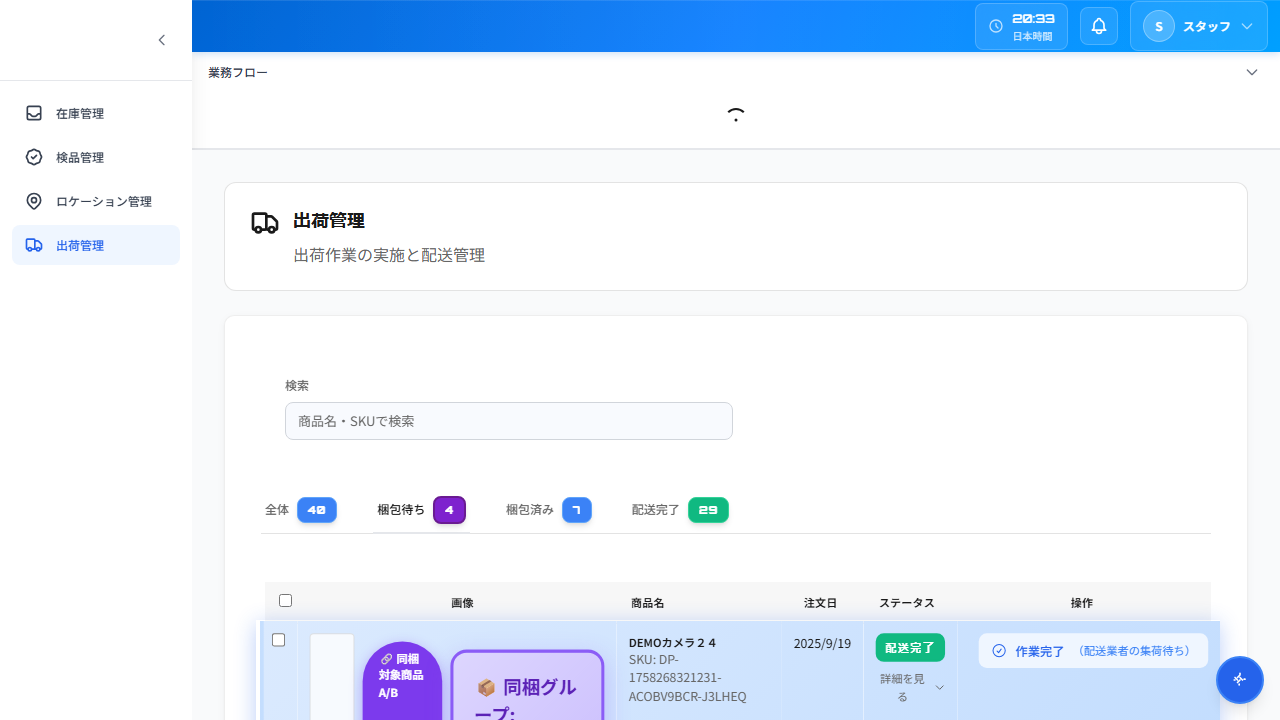 20:33
日本時間
S
スタッフ
業務フロー
在庫管理
検品管理
ロケーション管理
出荷管理
出荷管理
出荷作業の実施と配送管理
検索
商品名・SKUで検索
全体 40 梱包待ち 4 梱包済み 7 配送完了 29
画像 商品名 注文日 ステータス 操作
🔗 同梱
対象商品
A/B
📦 同梱グル
ープ:
DEMOカメラ２４
SKU: DP-
1758268321231-
ACOBV9BCR-J3LHEQ
2025/9/19
配送完了
詳細を見
る
作業完了 （配送業者の集荷待ち）